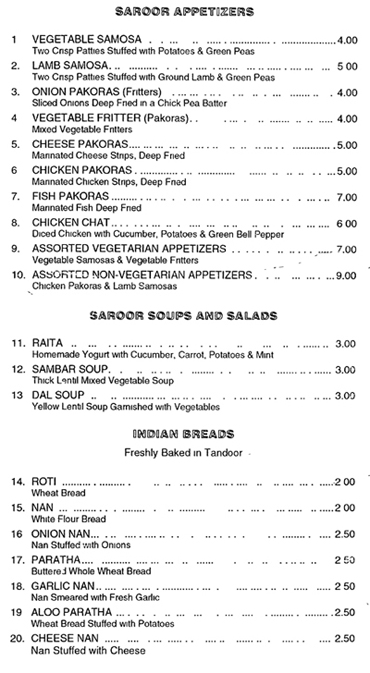 SAROOR APPETIZERS
1 VEGETABLE SAMOSA 4.00
Two Crisp Patties Stuffed with Potatoes & Green Peas
2. LAMB SAMOSA 5 00
Two Crisp Patties Stuffed with Ground Lamb & Green Peas
3. ONION PAKORAS (Fritters) 4.00
Sliced Onions Deep Fried in a Chick Pea Batter
4 VEGETABLE FRITTER (Pakoras) 4.00
Mixed Vegetable Fritters
5. CHEESE PAKORAS 5.00
Marinated Cheese Strips, Deep Fried
6 CHICKEN PAKORAS 5.00
Marinated Chicken Strips, Deep Fried
7. FISH PAKORAS 7.00
Marinated Fish Deep Fried
8. CHICKEN CHAT 6 00
Diced Chicken with Cucumber, Potatoes & Green Bell Pepper
9. ASSORTED VEGETARIAN APPETIZERS 7.00
Vegetable Samosas & Vegetable Fritters
10. ASSORTED NON-VEGETARIAN APPETIZERS 9.00
Chicken Pakoras & Lamb Samosas
SAROOR SOUPS AND SALADS
11. RAITA 3.00
Homemade Yogurt with Cucumber, Carrot, Potatoes & Mint
12. SAMBAR SOUP 3.00
Thick Lentil Mixed Vegetable Soup
13 DAL SOUP 3.00
Yellow Lentil Soup Garnished with Vegetables
INDIAN BREADS
Freshly Baked in Tandoor
14. ROTI 2 00
Wheat Bread
15. NAN 2 00
White Flour Bread
16 ONION NAN 2.50
Nan Stuffed with Onions
17. PARATHA 2 50
Buttered Whole Wheat Bread
18. GARLIC NAN 2 50
Nan Smeared with Fresh Garlic
19 ALOO PARATHA 2.50
Wheat Bread Stuffed with Potatoes
20. CHEESE NAN 2.50
Nan Stuffed with Cheese